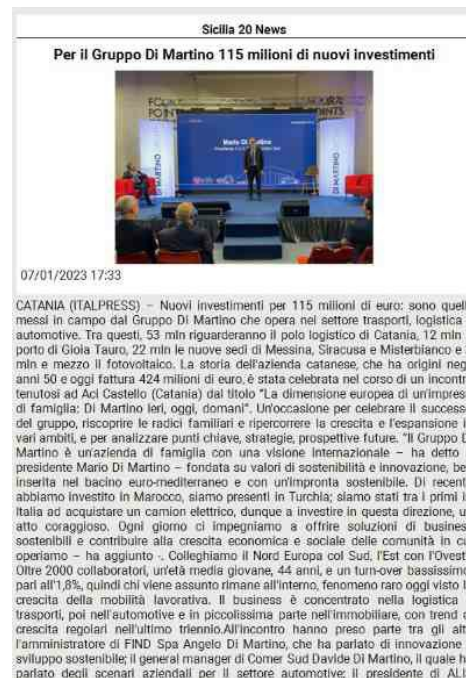 Sicilia 20 News
Per il Gruppo Di Martino 115 milioni di nuovi investimenti
Mario Di Martino
DI MARTINO
07/01/2023 17:33
CATANIA (ITALPRESS) – Nuovi investimenti per 115 milioni di euro: sono quell
messi in campo dal Gruppo Di Martino che opera nel settore trasporti, logistica
automotive. Tra questi, 53 mln riguarderanno il polo logistico di Catania, 12 mln
porto di Gioia Tauro, 22 mln le nuove sedi di Messina, Siracusa e Misterbianco e
mln e mezzo il fotovoltaico. La storia dell'azienda catanese, che ha origini neg
anni 50 e oggi fattura 424 milioni di euro, è stata celebrata nel corso di un incontr
tenutosi ad Aci Castello (Catania) dal titolo "La dimensione europea di un'impres
di famiglia: Di Martino Ieri, oggi, domani". Un'occasione per celebrare il success
del gruppo, riscoprire le radici familiari e ripercorrere la crescita e l'espansione i
vari ambiti, e per analizzare punti chiave, strategie, prospettive future. "Il Gruppo D
Martino è un'azienda di famiglia con una visione internazionale – ha detto
presidente Mario Di Martino – fondata su valori di sostenibilità e innovazione, be
inserita nel bacino euro-mediterraneo e con un'impronta sostenibile. Di recent
abbiamo investito in Marocco, siamo presenti in Turchia; siamo stati tra i primi i
Italia ad acquistare un camion elettrico, dunque a investire in questa direzione, u
atto coraggioso. Ogni giorno ci impegniamo a offrire soluzioni di busines
sostenibili e contribuire alla crescita economica e sociale delle comunità in cu
operiamo – ha aggiunto -. Colleghiamo il Nord Europa col Sud, l'Est con l'Ovest
Oltre 2000 collaboratori, un'età media giovane, 44 anni, e un turn-over bassissimo
pari all'1,8%, quindi chi viene assunto rimane all'interno, fenomeno raro oggi visto l
crescita della mobilità lavorativa. Il business è concentrato nella logistica
trasporti, poi nell'automotive e in piccolissima parte nell'immobiliare, con trend d
crescita regolari nell'ultimo triennio.All'incontro hanno preso parte tra gli alt
l'amministratore di FIND Spa Angelo Di Martino, che ha parlato di innovazione
sviluppo sostenibile; il general manager di Comer Sud Davide Di Martino, il quale h
parlato degli scenari aziendali per il settore automotive; il presidente di ALI